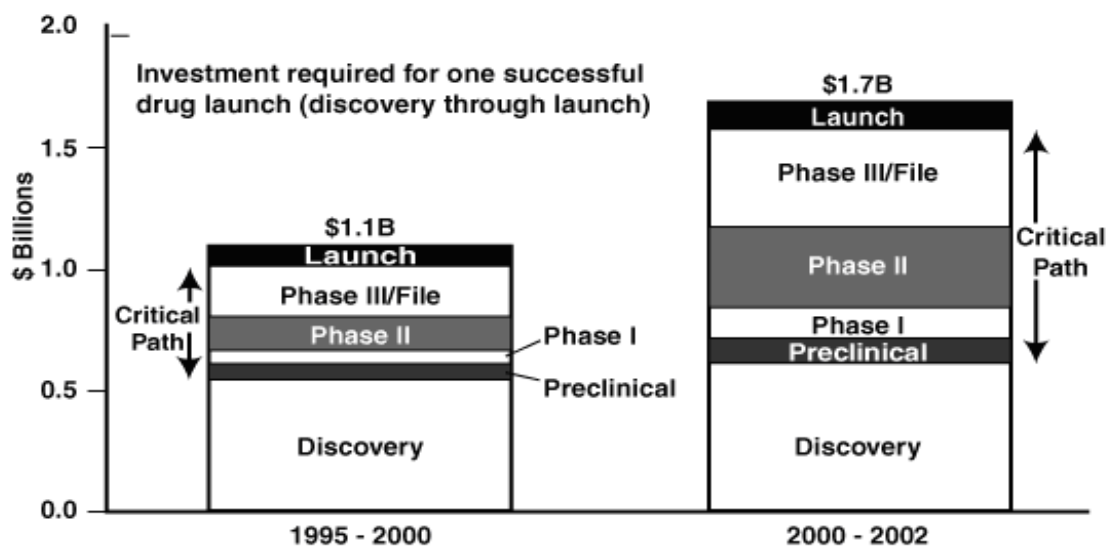 2.0
Investment required for one successful
drug launch (discovery through launch)
$1.7B
Launch
1.5
Phase III/File
$1.1B
Launch
$ Billions
1.0
Critical
Path
Phase II
Phase III/File
Critical
Path
Phase II
Phase I
Phase I
Preclinical
Preclinical
0.5
Discovery
Discovery
0.0
1995 - 2000
2000 - 2002